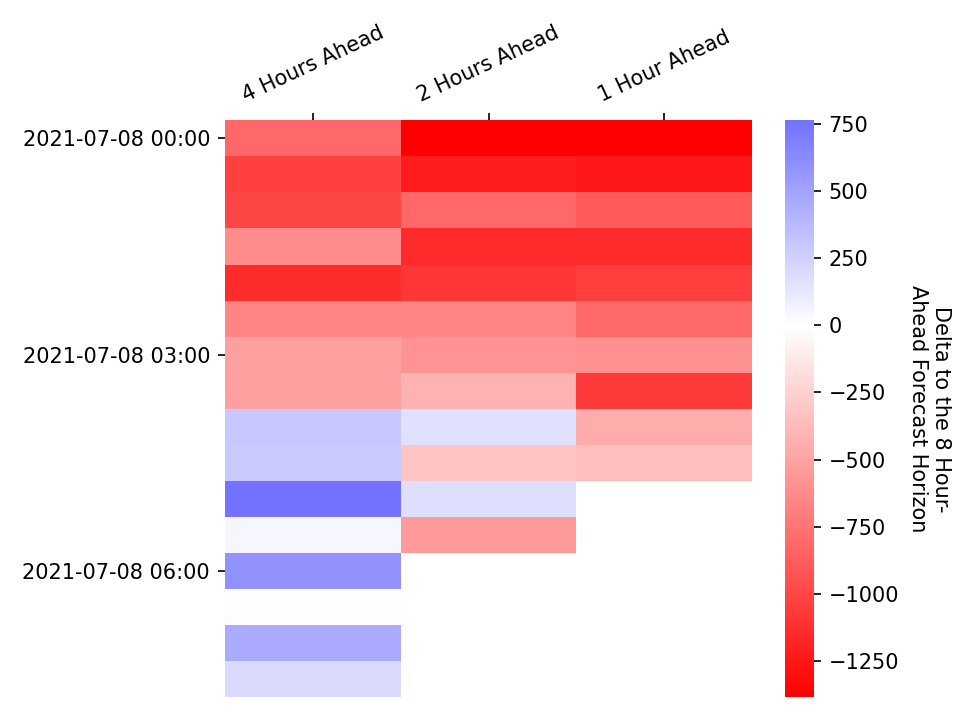 4 Hours Ahead
2 Hours Ahead
1 Hour Ahead
2021-07-08 00:00
2021-07-08 03:00
2021-07-08 06:00
750
500
250
0
−250
−500
−750
−1000
−1250
Delta to the 8 Hour-
Ahead Forecast Horizon